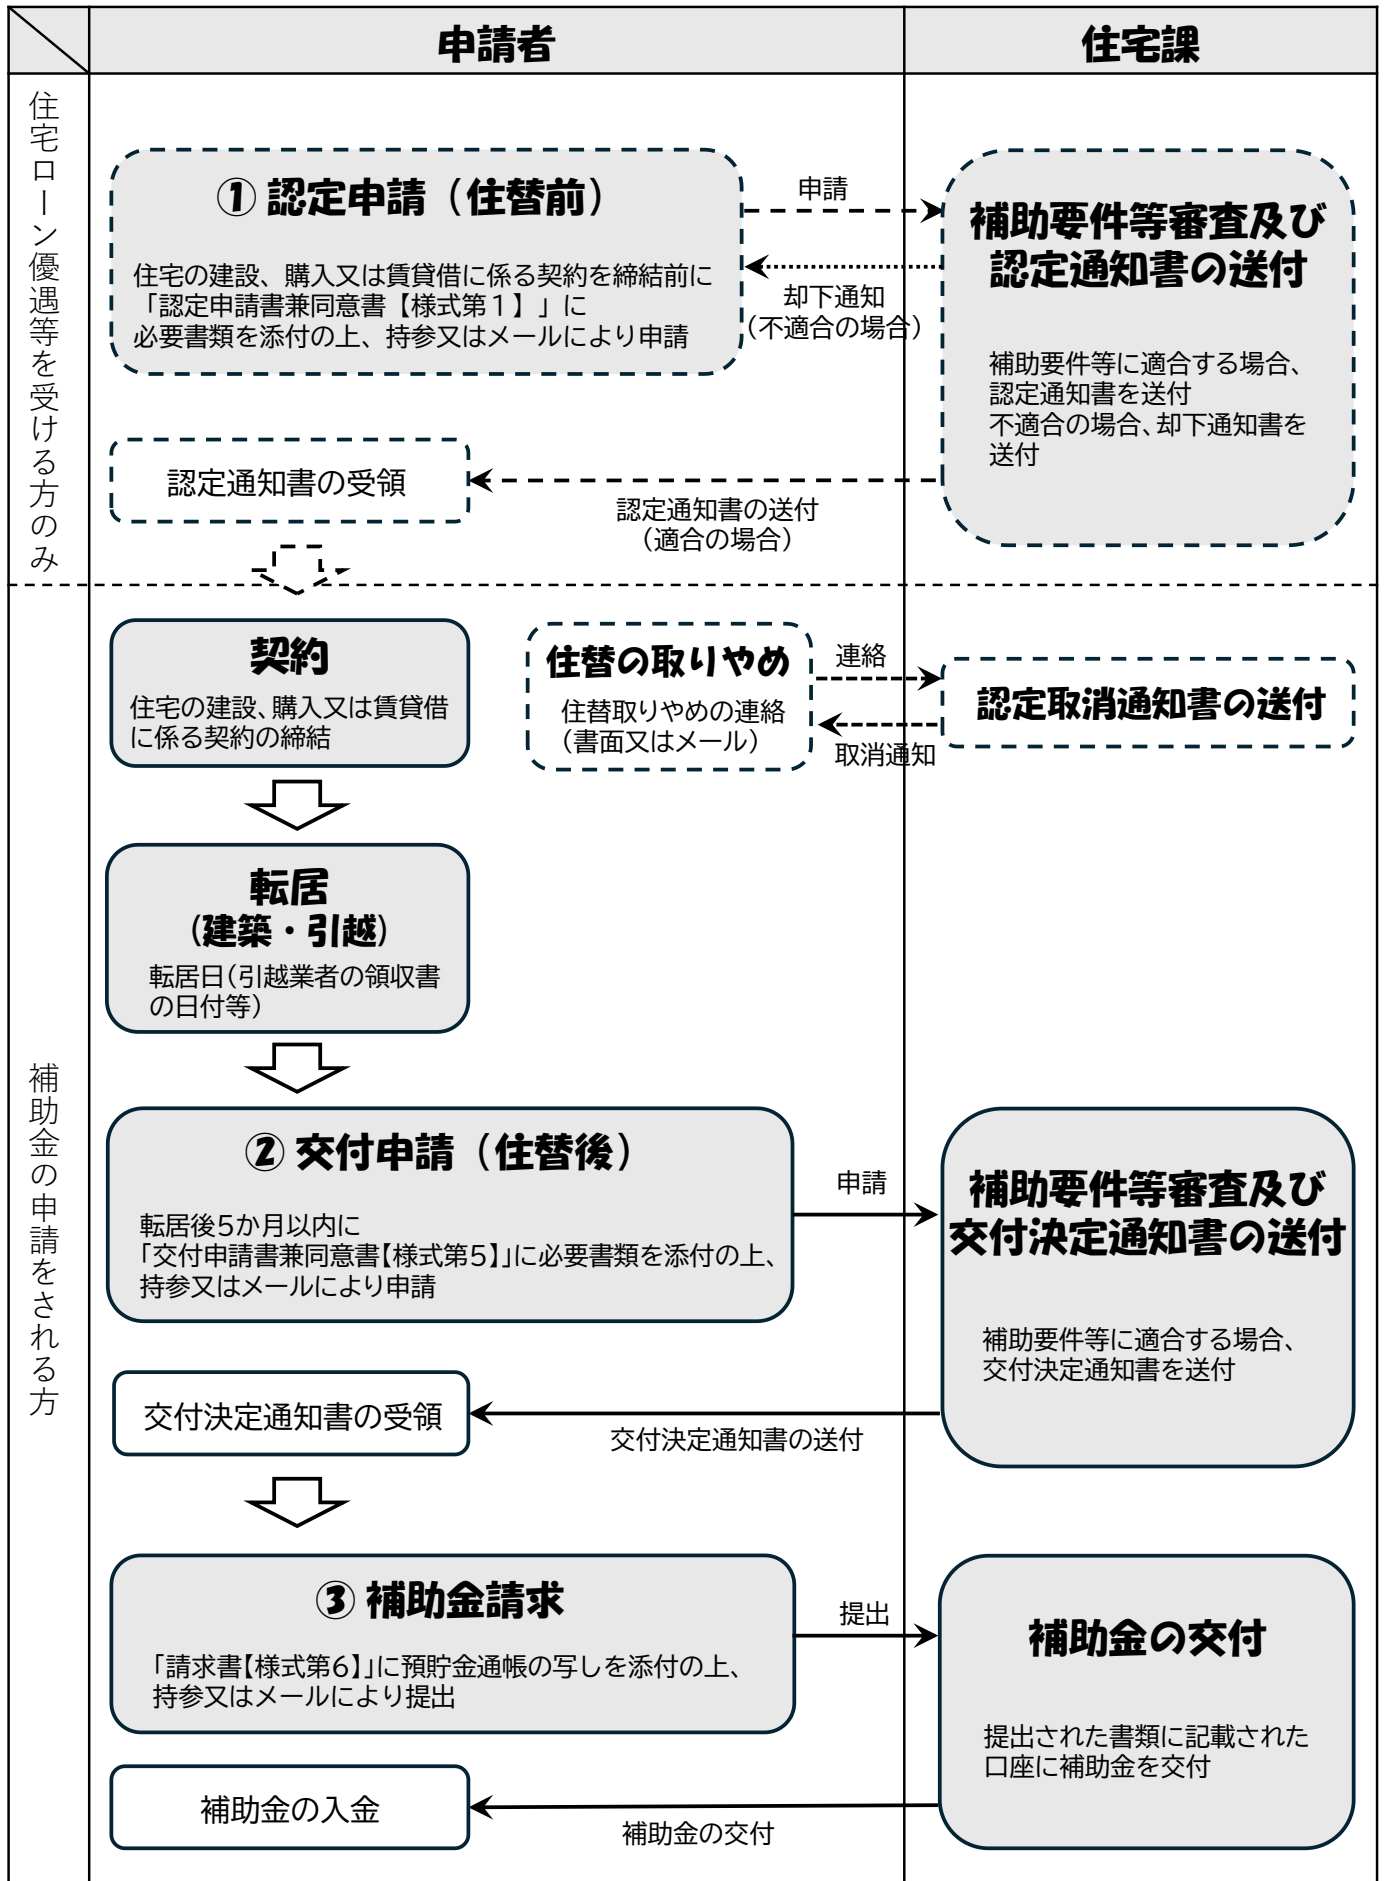 申請者
住宅課
住宅ローン優遇等を受ける方のみ
① 認定申請（住替前）
住宅の建設、購入又は賃貸借に係る契約を締結前に
「認定申請書兼同意書【様式第１】」に
必要書類を添付の上、持参又はメールにより申請
申請
却下通知
（不適合の場合）
補助要件等審査及び
認定通知書の送付
補助要件等に適合する場合、
認定通知書を送付
不適合の場合、却下通知書を
送付
認定通知書の受領
認定通知書の送付
（適合の場合）
補助金の申請をされる方
契約
住宅の建設、購入又は賃貸借
に係る契約の締結
住替の取りやめ
住替取りやめの連絡
（書面又はメール）
連絡
取消通知
認定取消通知書の送付
転居
（建築・引越）
転居日（引越業者の領収書
の日付等）
② 交付申請（住替後）
転居後5か月以内に
「交付申請書兼同意書【様式第5】」に必要書類を添付の上、
持参又はメールにより申請
申請
補助要件等審査及び
交付決定通知書の送付
補助要件等に適合する場合、
交付決定通知書を送付
交付決定通知書の受領
交付決定通知書の送付
③ 補助金請求
「請求書【様式第6】」に預貯金通帳の写しを添付の上、
持参又はメールにより提出
提出
補助金の交付
提出された書類に記載された
口座に補助金を交付
補助金の入金
補助金の交付